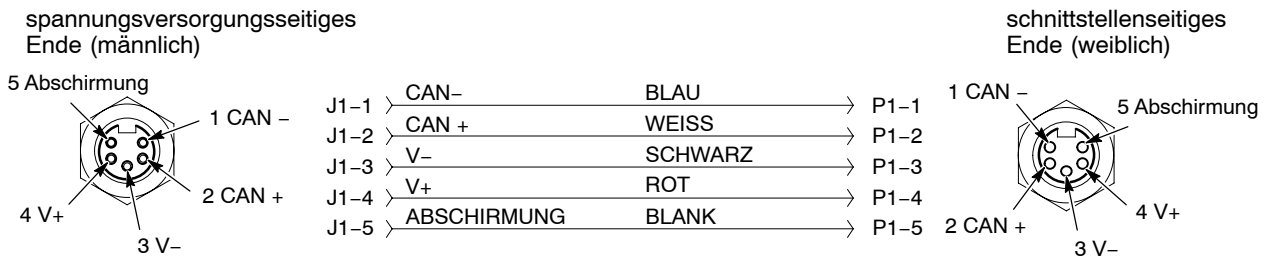 spannungsversorgungsseitiges
Ende (männlich)
5 Abschirmung
1 CAN −
2 CAN +
4 V+
3 V−
J1−1 CAN− BLAU P1−1
J1−2 CAN + WEISS P1−2
J1−3 V− SCHWARZ P1−3
J1−4 V+ ROT P1−4
J1−5 ABSCHIRMUNG BLANK P1−5
schnittstellenseitiges
Ende (weiblich)
1 CAN −
5 Abschirmung
4 V+
2 CAN +
3 V−